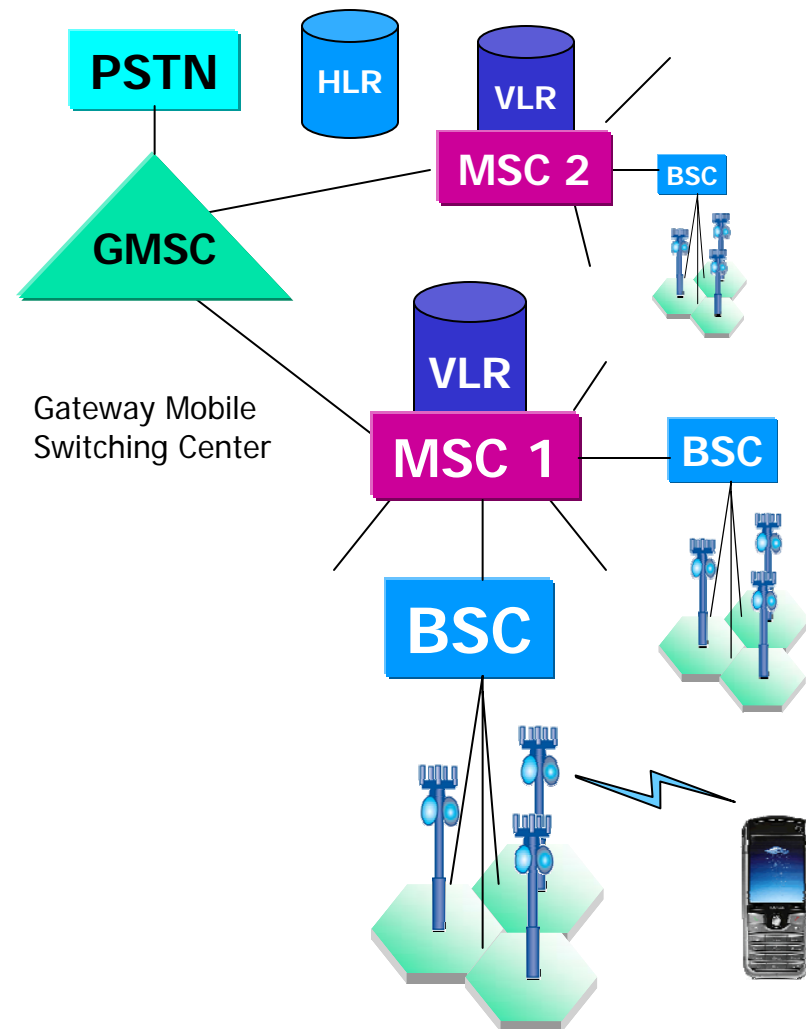 PSTN
HLR
VLR
MSC 2
BSC
GMSC
VLR
Gateway Mobile
Switching Center
MSC 1
BSC
BSC